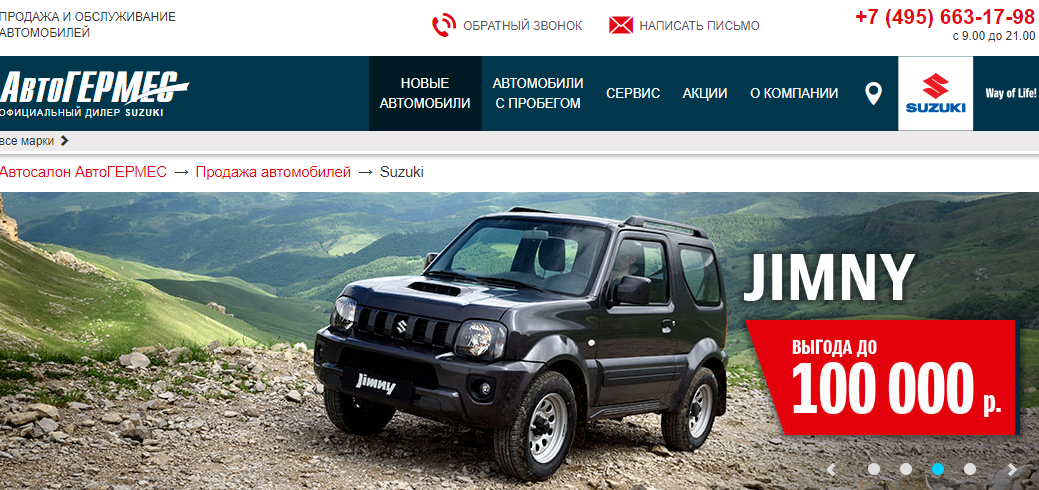 ПРОДАЖА И ОБСЛУЖИВАНИЕ
АВТОМОБИЛЕЙ
ОБРАТНЫЙ ЗВОНОК
НАПИСАТЬ ПИСЬМО
+7 (495) 663-17-98
с 9.00 до 21.00
АвтоГЕРМЕС
ОФИЦИАЛЬНЫЙ ДИЛЕР SUZUKI
НОВЫЕ
АВТОМОБИЛИ
АВТОМОБИЛИ
С ПРОБЕГОМ
СЕРВИС
АКЦИИ
О КОМПАНИИ
SUZUKI
Way of Life!
все марки
Автосалон АвтоГЕРМЕС → Продажа автомобилей → Suzuki
JIMNY
ВЫГОДА ДО
100 000 р.
Jimny